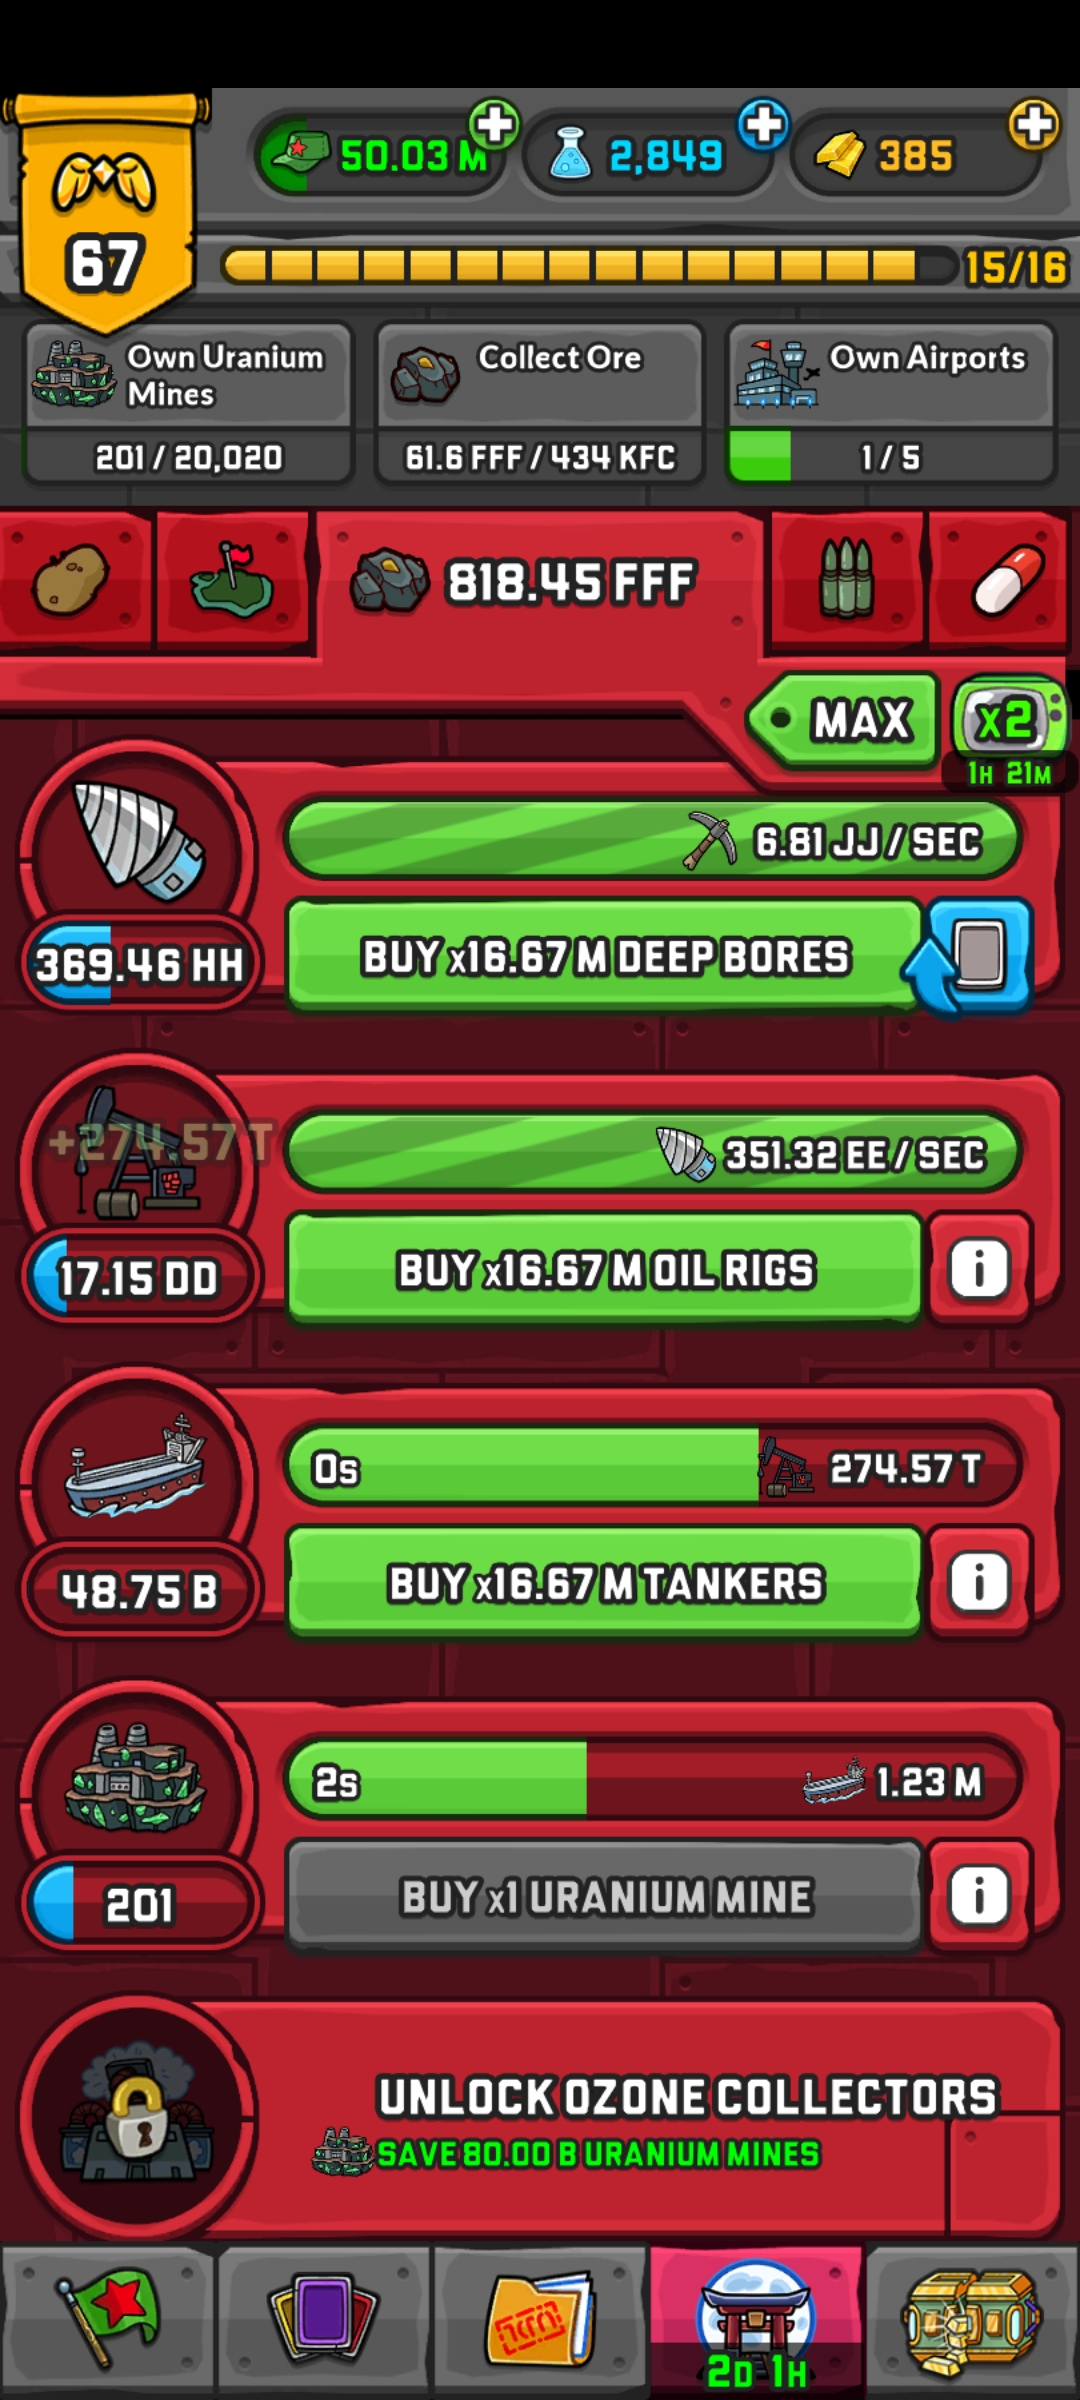 67
50.03 M
2,849
385
15/16
Own Uranium
Mines
201 / 20,020
Collect Ore
61.6 FFF / 434 KFC
Own Airports
1 / 5
818.45 FFF
MAX
x2
1H 21M
6.81 JJ / SEC
369.46 HH
BUY x16.67 M DEEP BORES
+274.57 T
351.32 EE / SEC
17.15 DD
BUY x16.67 M OIL RIGS
i
0s
274.57 T
48.75 B
BUY x16.67 M TANKERS
i
2s
1.23 M
201
BUY x1 URANIUM MINE
i
UNLOCK OZONE COLLECTORS
SAVE 80.00 B URANIUM MINES
2D 1H